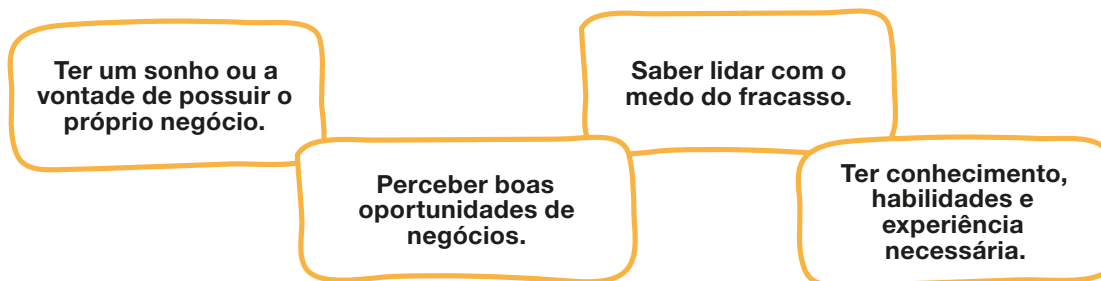 Ter um sonho ou a
vontade de possuir o
próprio negócio.
Perceber boas
oportunidades de
negócios.
Saber lidar com o
medo do fracasso.
Ter conhecimento,
habilidades e
experiência
necessária.